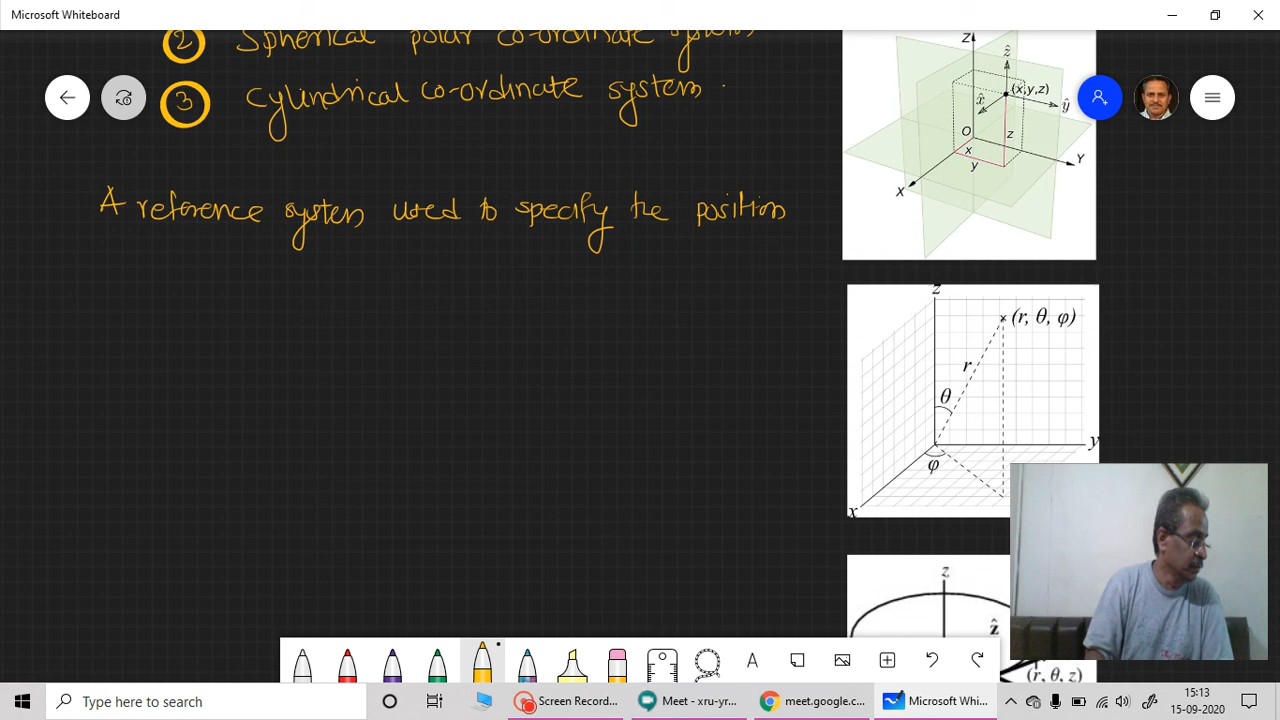 Microsoft Whiteboard
2 Spherical polar co-ordinate system
3 Cylindrical co-ordinate system
A reference system used to specify the position
Z
ẑ
(x,y,z)
x̂
ŷ
O
z
x
y
Y
X
z
(r, θ, φ)
r
θ
y
φ
x
z
ẑ
(r, θ, z)
A
Type here to search
Screen Record...
Meet - xru-yr...
meet.google.c...
Microsoft Whi...
15:13
15-09-2020